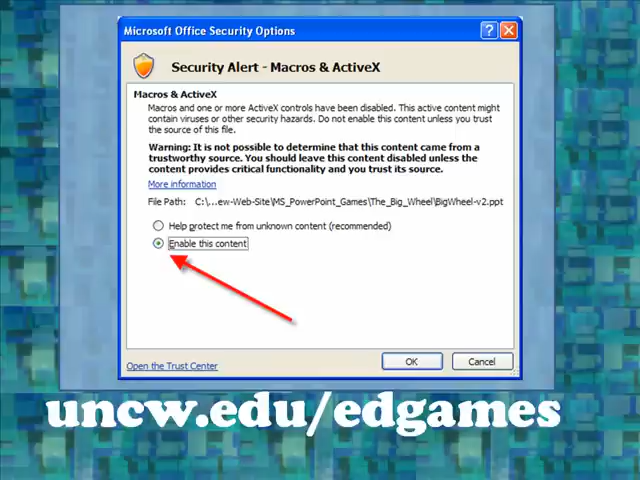 Microsoft Office Security Options
Security Alert - Macros & ActiveX
Macros & ActiveX
Macros and one or more ActiveX controls have been disabled. This active content might
contain viruses or other security hazards. Do not enable this content unless you trust
the source of this file.
Warning: It is not possible to determine that this content came from a
trustworthy source. You should leave this content disabled unless the
content provides critical functionality and you trust its source.
More information
File Path: C:\...ew-Web-Site\MS_PowerPoint_Games\The_Big_Wheel\BigWheel-v2.ppt
Help protect me from unknown content (recommended)
Enable this content
Open the Trust Center
OK
Cancel
uncw.edu/edgames